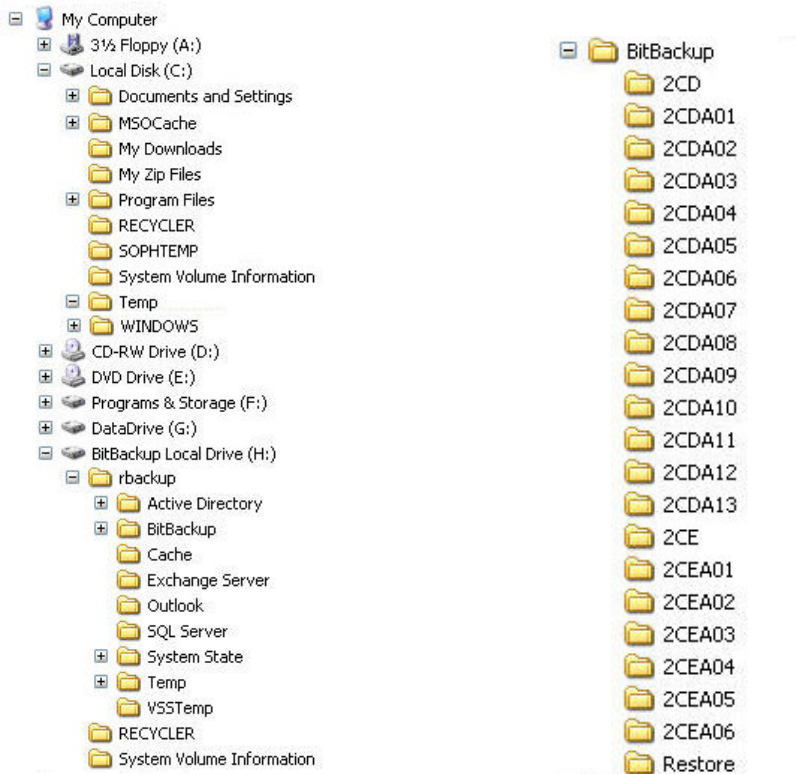 My Computer
3½ Floppy (A:)
Local Disk (C:)
Documents and Settings
MSOCache
My Downloads
My Zip Files
Program Files
RECYCLER
SOPHTEMP
System Volume Information
Temp
WINDOWS
CD-RW Drive (D:)
DVD Drive (E:)
Programs & Storage (F:)
DataDrive (G:)
BitBackup Local Drive (H:)
rbackup
Active Directory
BitBackup
Cache
Exchange Server
Outlook
SQL Server
System State
Temp
VSSTemp
RECYCLER
System Volume Information
BitBackup
2CD
2CDA01
2CDA02
2CDA03
2CDA04
2CDA05
2CDA06
2CDA07
2CDA08
2CDA09
2CDA10
2CDA11
2CDA12
2CDA13
2CE
2CEA01
2CEA02
2CEA03
2CEA04
2CEA05
2CEA06
Restore